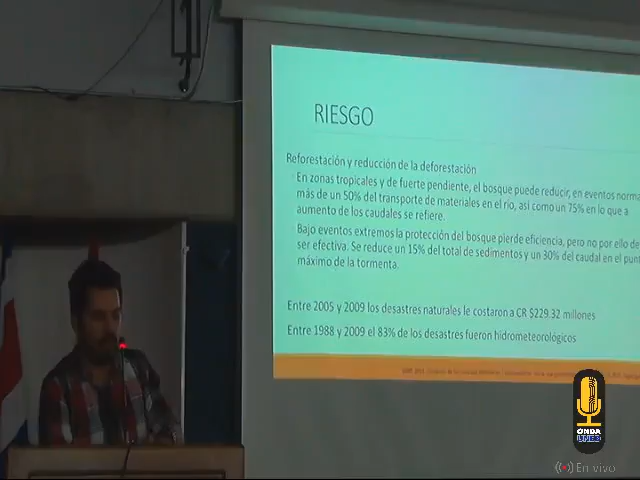 RIESGO
Reforestación y reducción de la deforestación
En zonas tropicales y de fuerte pendiente, el bosque puede reducir, en eventos norma
más de un 50% del transporte de materiales en el río, así como un 75% en lo que a
aumento de los caudales se refiere.
Bajo eventos extremos la protección del bosque pierde eficiencia, pero no por ello de
ser efectiva. Se reduce un 15% del total de sedimentos y un 30% del caudal en el punt
máximo de la tormenta.
Entre 2005 y 2009 los desastres naturales le costaron a CR $229.32 millones
Entre 1988 y 2009 el 83% de los desastres fueron hidrometeorológicos
ONDA
UNED
En vivo